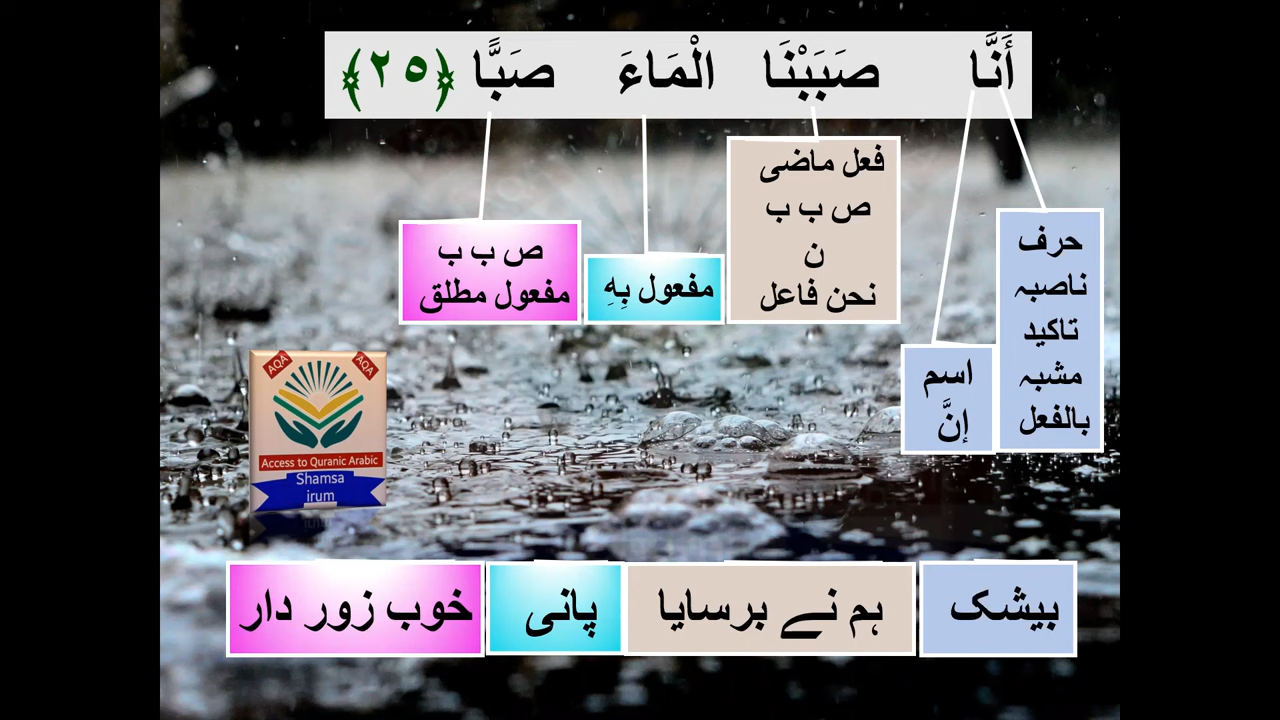 أَنَّا صَبَبْنَا الْمَاءَ صَبًّا ﴿٢٥﴾
حرف
ناصبہ
تاکید
مشبہ
بالفعل
اسم
إنَّ
فعل ماضی
ص ب ب
ن
نحن فاعل
مفعول بِهِ
ص ب ب
مفعول مطلق
AQA AQA
Access to Quranic Arabic
Shamsa
irum
بیشک ہم نے برسایا پانی خوب زور دار